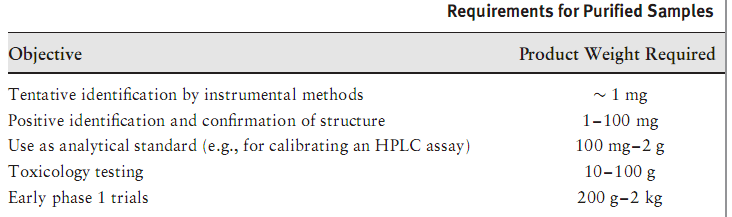 Requirements for Purified Samples
Objective Product Weight Required
Tentative identification by instrumental methods ~ 1 mg
Positive identification and confirmation of structure 1–100 mg
Use as analytical standard (e.g., for calibrating an HPLC assay) 100 mg–2 g
Toxicology testing 10–100 g
Early phase 1 trials 200 g–2 kg